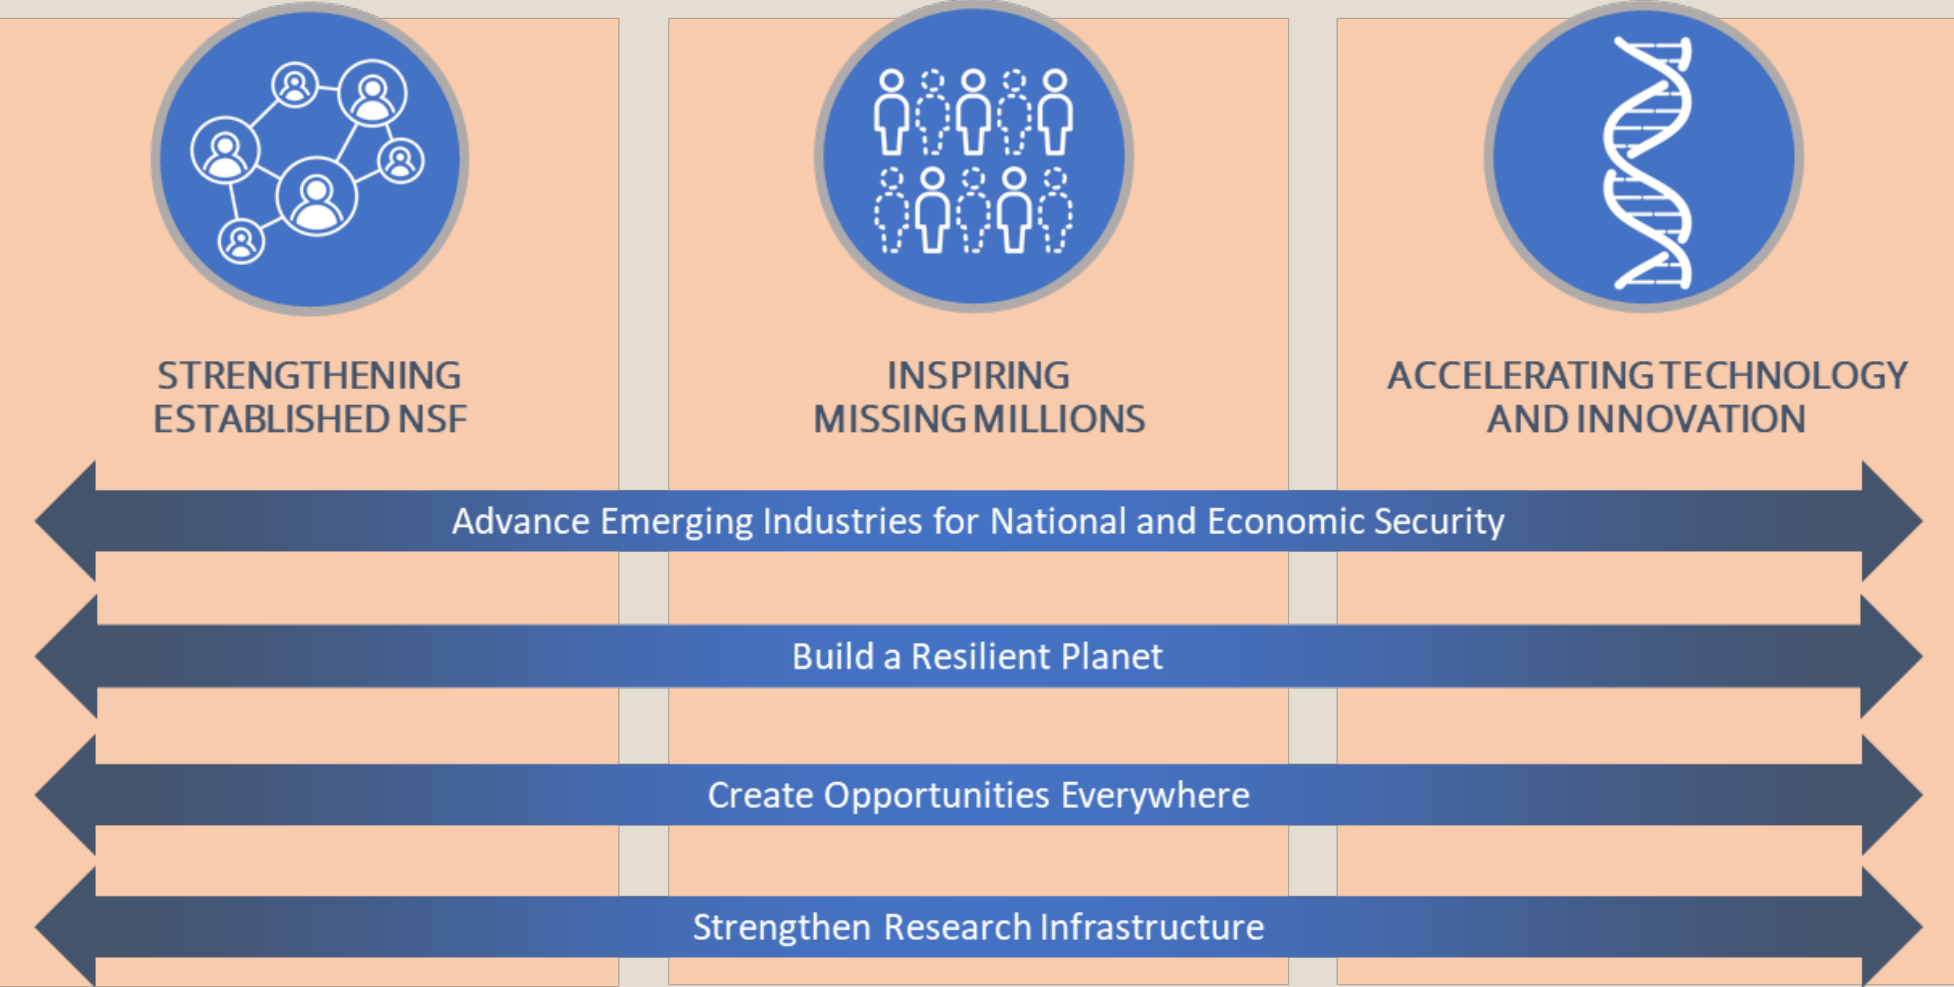 STRENGTHENING
ESTABLISHED NSF
INSPIRING
MISSING MILLIONS
ACCELERATING TECHNOLOGY
AND INNOVATION
Advance Emerging Industries for National and Economic Security
Build a Resilient Planet
Create Opportunities Everywhere
Strengthen Research Infrastructure